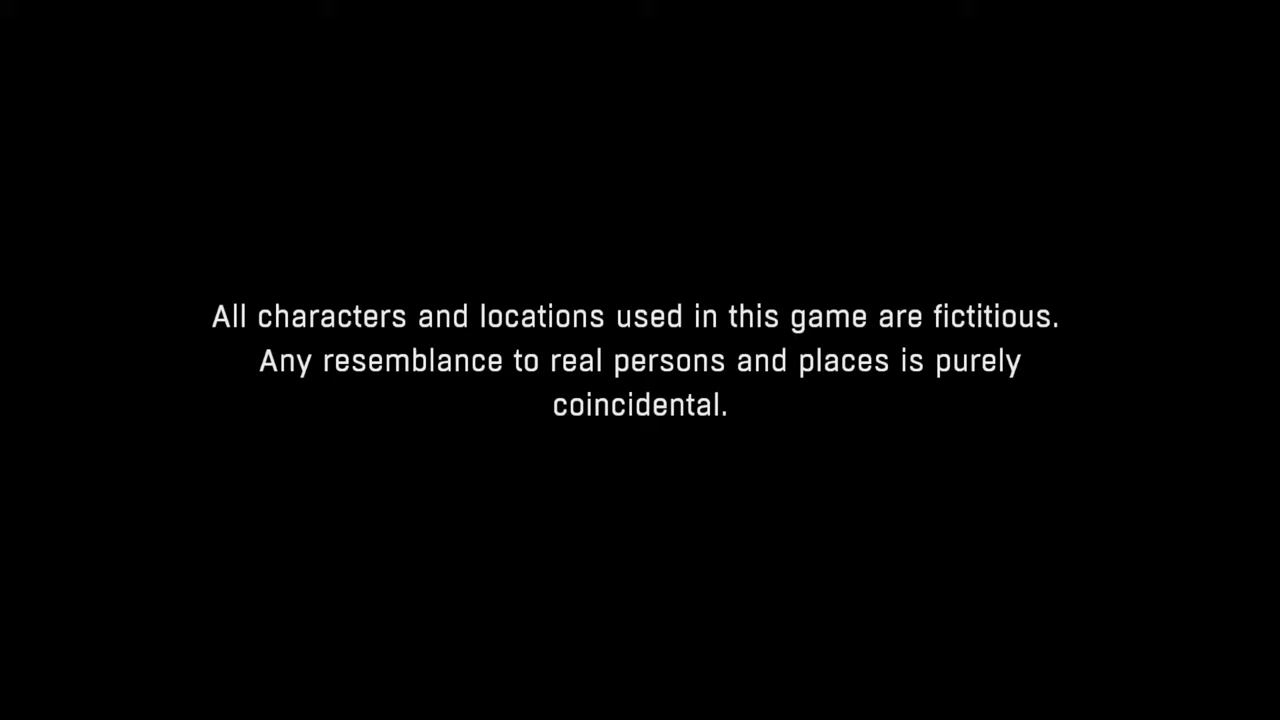 All characters and locations used in this game are fictitious.
Any resemblance to real persons and places is purely
coincidental.